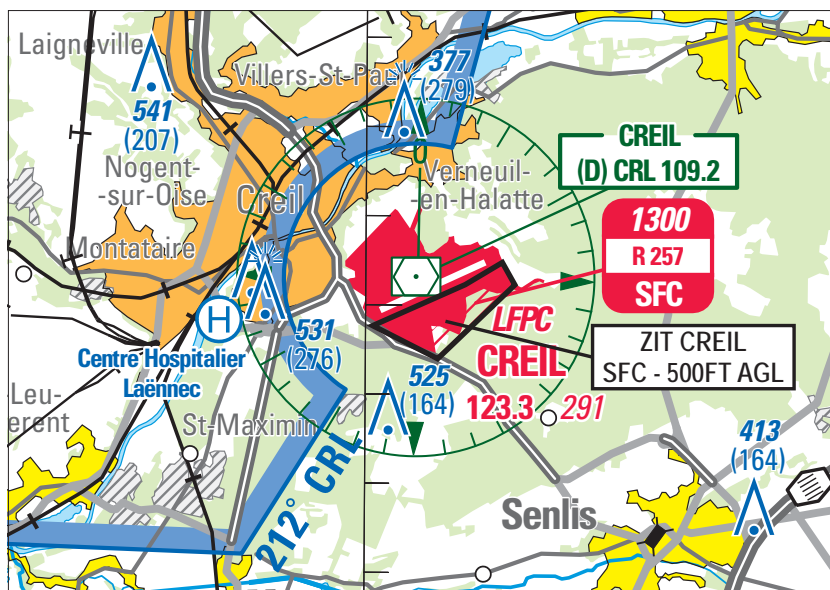 Laigneville
541
(207)
Villers-St-Pau
377
(279)
Nogent-
-sur-Oise
Creil
Verneuil-
-en-Halatte
0
CREIL
(D) CRL 109.2
Montataire
1300
R 257
SFC
H
Centre Hospitalier
Laënnec
531
(276)
LFPC
CREIL
123.3 291
ZIT CREIL
SFC - 500FT AGL
525
(164)
Leu-
erent
St-Maximin
212° CRL
413
(164)
Senlis